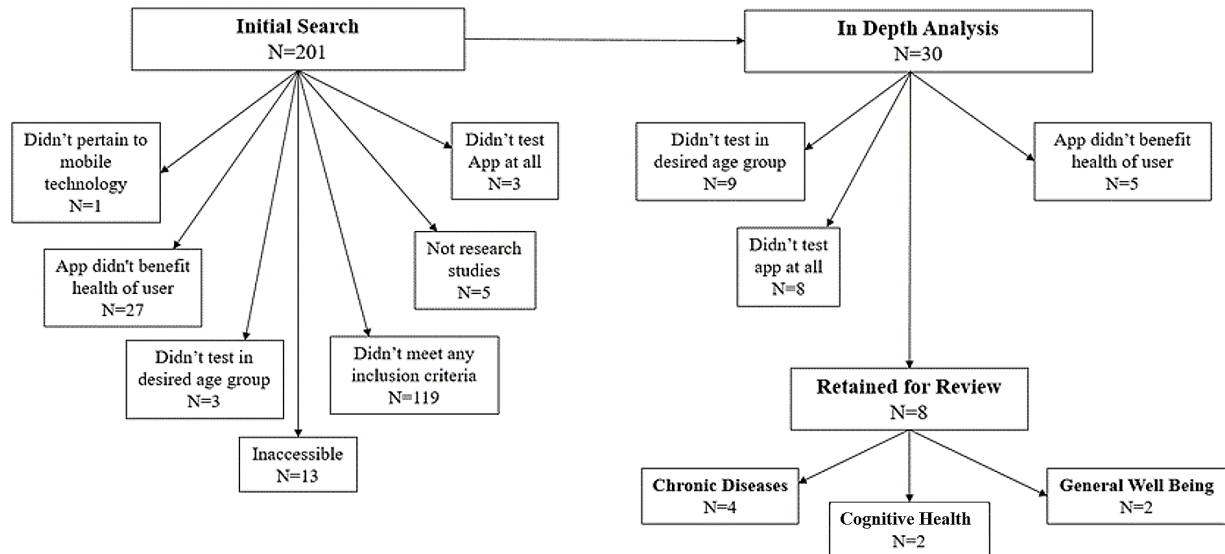 Initial Search
N=201
In Depth Analysis
N=30
Didn’t pertain to
mobile
technology
N=1
App didn't benefit
health of user
N=27
Didn’t test in
desired age group
N=3
Inaccessible
N=13
Didn’t meet any
inclusion criteria
N=119
Not research
studies
N=5
Didn’t test
App at all
N=3
Didn’t test in
desired age group
N=9
Didn’t test
app at all
N=8
App didn’t benefit
health of user
N=5
Retained for Review
N=8
Chronic Diseases
N=4
Cognitive Health
N=2
General Well Being
N=2